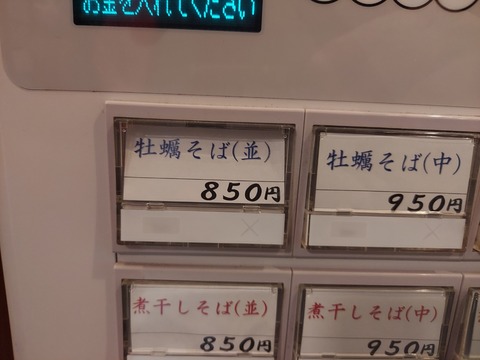 お金を入れてください
牡蠣そば(並)
850円
牡蠣そば(中)
950円
煮干しそば(並)
850円
煮干しそば(中)
950円